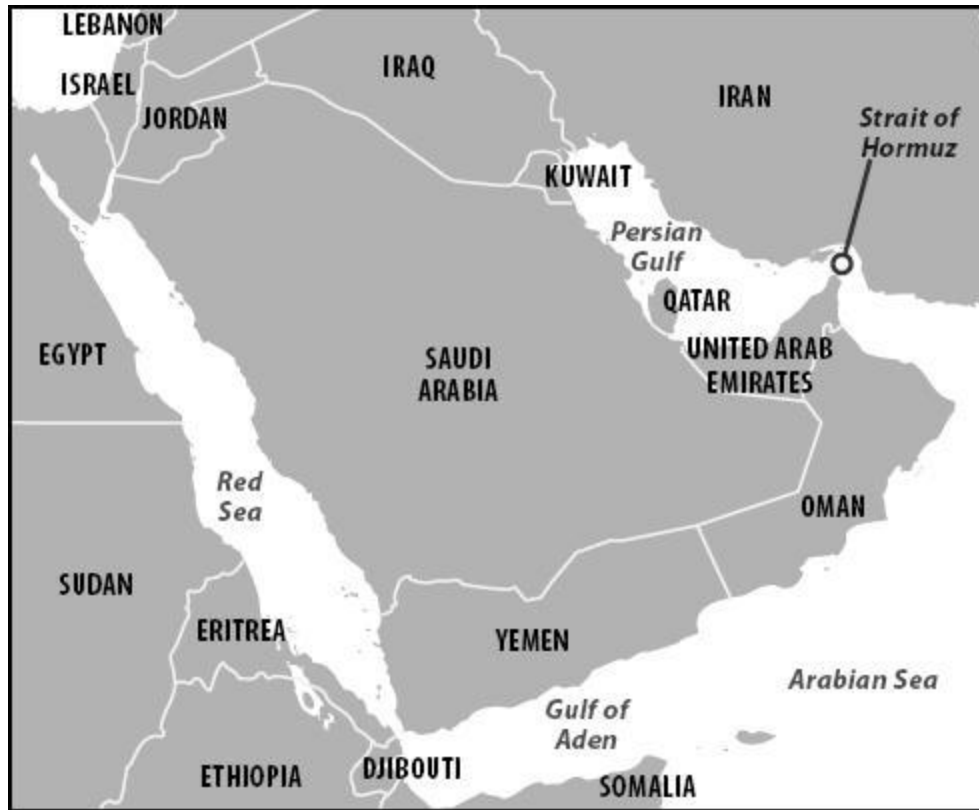 LEBANON
ISRAEL
JORDAN
IRAQ
IRAN
Strait of
Hormuz
KUWAIT
Persian
Gulf
QATAR
UNITED ARAB
EMIRATES
EGYPT
SAUDI
ARABIA
Red
Sea
OMAN
SUDAN
ERITREA
YEMEN
Arabian Sea
Gulf of
Aden
ETHIOPIA
DJIBOUTI
SOMALIA